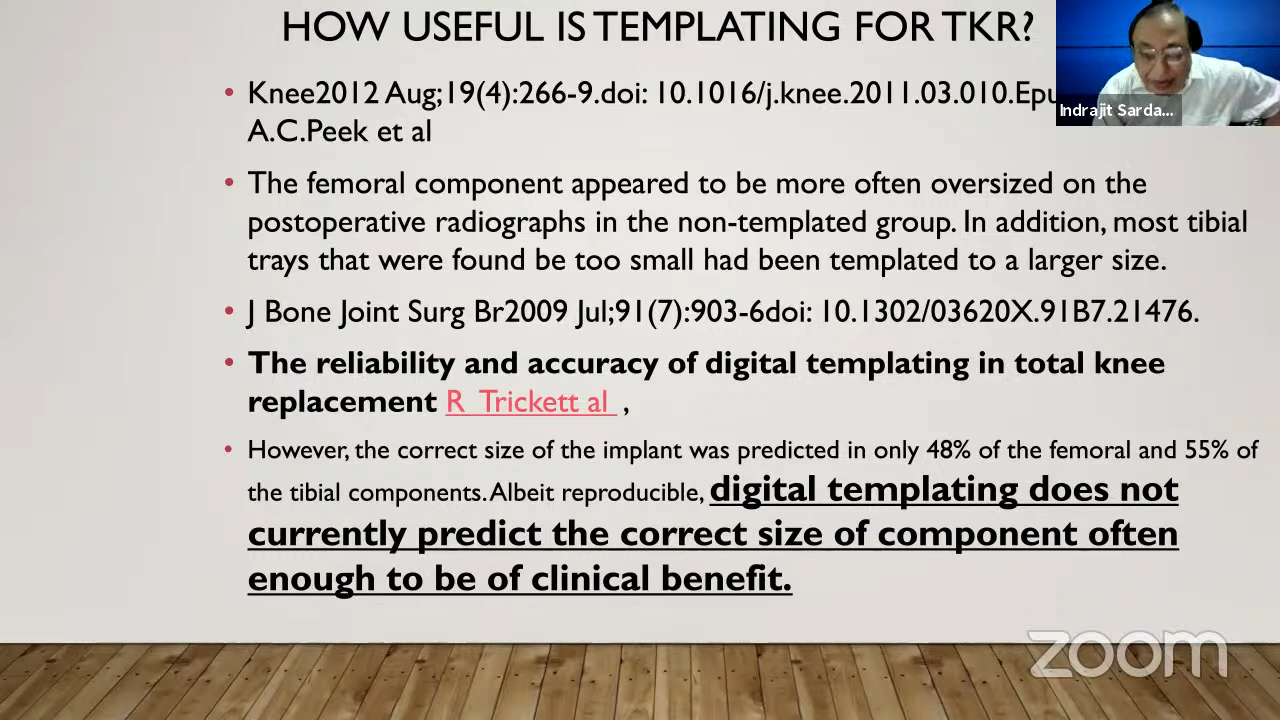 HOW USEFUL IS TEMPLATING FOR TKR?
• Knee2012 Aug;19(4):266-9.doi: 10.1016/j.knee.2011.03.010.Epu
A.C.Peek et al
• The femoral component appeared to be more often oversized on the
postoperative radiographs in the non-templated group. In addition, most tibial
trays that were found be too small had been templated to a larger size.
• J Bone Joint Surg Br2009 Jul;91(7):903-6doi: 10.1302/03620X.91B7.21476.
• The reliability and accuracy of digital templating in total knee
replacement R Trickett al ,
• However, the correct size of the implant was predicted in only 48% of the femoral and 55% of
the tibial components. Albeit reproducible, digital templating does not
currently predict the correct size of component often
enough to be of clinical benefit.
Indrajit Sarda...
zoom